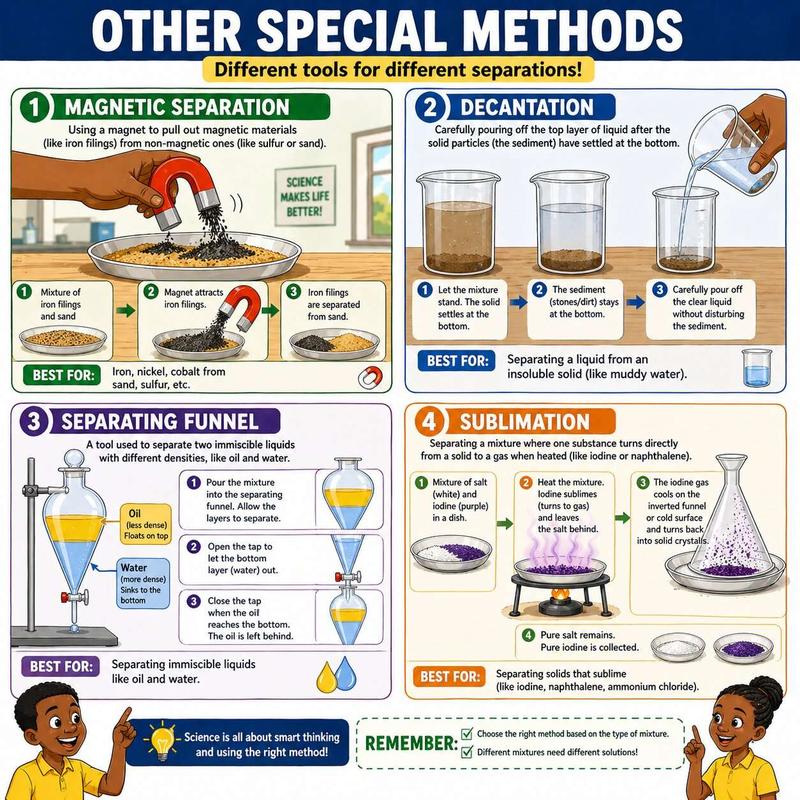 OTHER SPECIAL METHODS
Different tools for different separations!
1 MAGNETIC SEPARATION
Using a magnet to pull out magnetic materials
(like iron filings) from non-magnetic ones (like sulfur or sand).
SCIENCE
MAKES LIFE
BETTER!
1 Mixture of
iron filings
and sand
2 Magnet attracts
iron filings.
3 Iron filings
are separated
from sand.
BEST FOR:
Iron, nickel, cobalt from
sand, sulfur, etc.
2 DECANTATION
Carefully pouring off the top layer of liquid after the
solid particles (the sediment) have settled at the bottom.
1 Let the mixture
stand. The solid
settles at the
bottom.
2 The sediment
(stones/dirt) stays
at the bottom.
3 Carefully pour off
the clear liquid
without disturbing
the sediment.
BEST FOR:
Separating a liquid from an
insoluble solid (like muddy water).
3 SEPARATING FUNNEL
A tool used to separate two immiscible liquids
with different densities, like oil and water.
Oil
(less dense)
Floats on top
Water
(more dense)
Sinks to the
bottom
1 Pour the mixture
into the separating
funnel. Allow the
layers to separate.
2 Open the tap to
let the bottom
layer (water) out.
3 Close the tap
when the oil
reaches the bottom.
The oil is left behind.
BEST FOR:
Separating immiscible liquids
like oil and water.
4 SUBLIMATION
Separating a mixture where one substance turns directly
from a solid to a gas when heated (like iodine or naphthalene).
1 Mixture of salt
(white) and
iodine (purple)
in a dish.
2 Heat the mixture.
Iodine sublimes
(turns to gas)
and leaves
the salt behind.
3 The iodine gas
cools on the
inverted funnel
or cold surface
and turns back
into solid crystals.
4 Pure salt remains.
Pure iodine is collected.
BEST FOR:
Separating solids that sublime
(like iodine, naphthalene, ammonium chloride).
Science is all about smart thinking
and using the right method!
REMEMBER:
Choose the right method based on the type of mixture.
Different mixtures need different solutions!